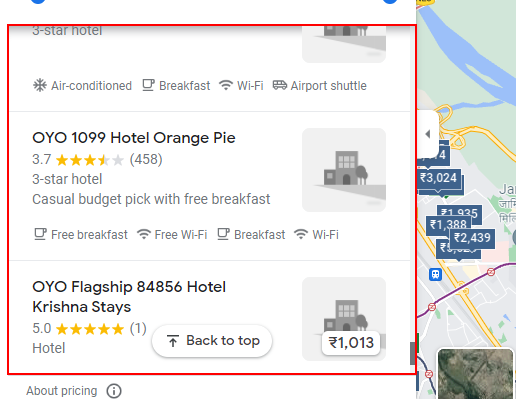 3-star hotel
Air-conditioned Breakfast Wi-Fi Airport shuttle
OYO 1099 Hotel Orange Pie
3.7 (458)
3-star hotel
Casual budget pick with free breakfast
Free breakfast Free Wi-Fi Breakfast Wi-Fi
OYO Flagship 84856 Hotel
Krishna Stays
5.0 (1)
Hotel
Back to top
₹1,013
About pricing
₹3,024
₹1,935
₹1,388
₹2,439